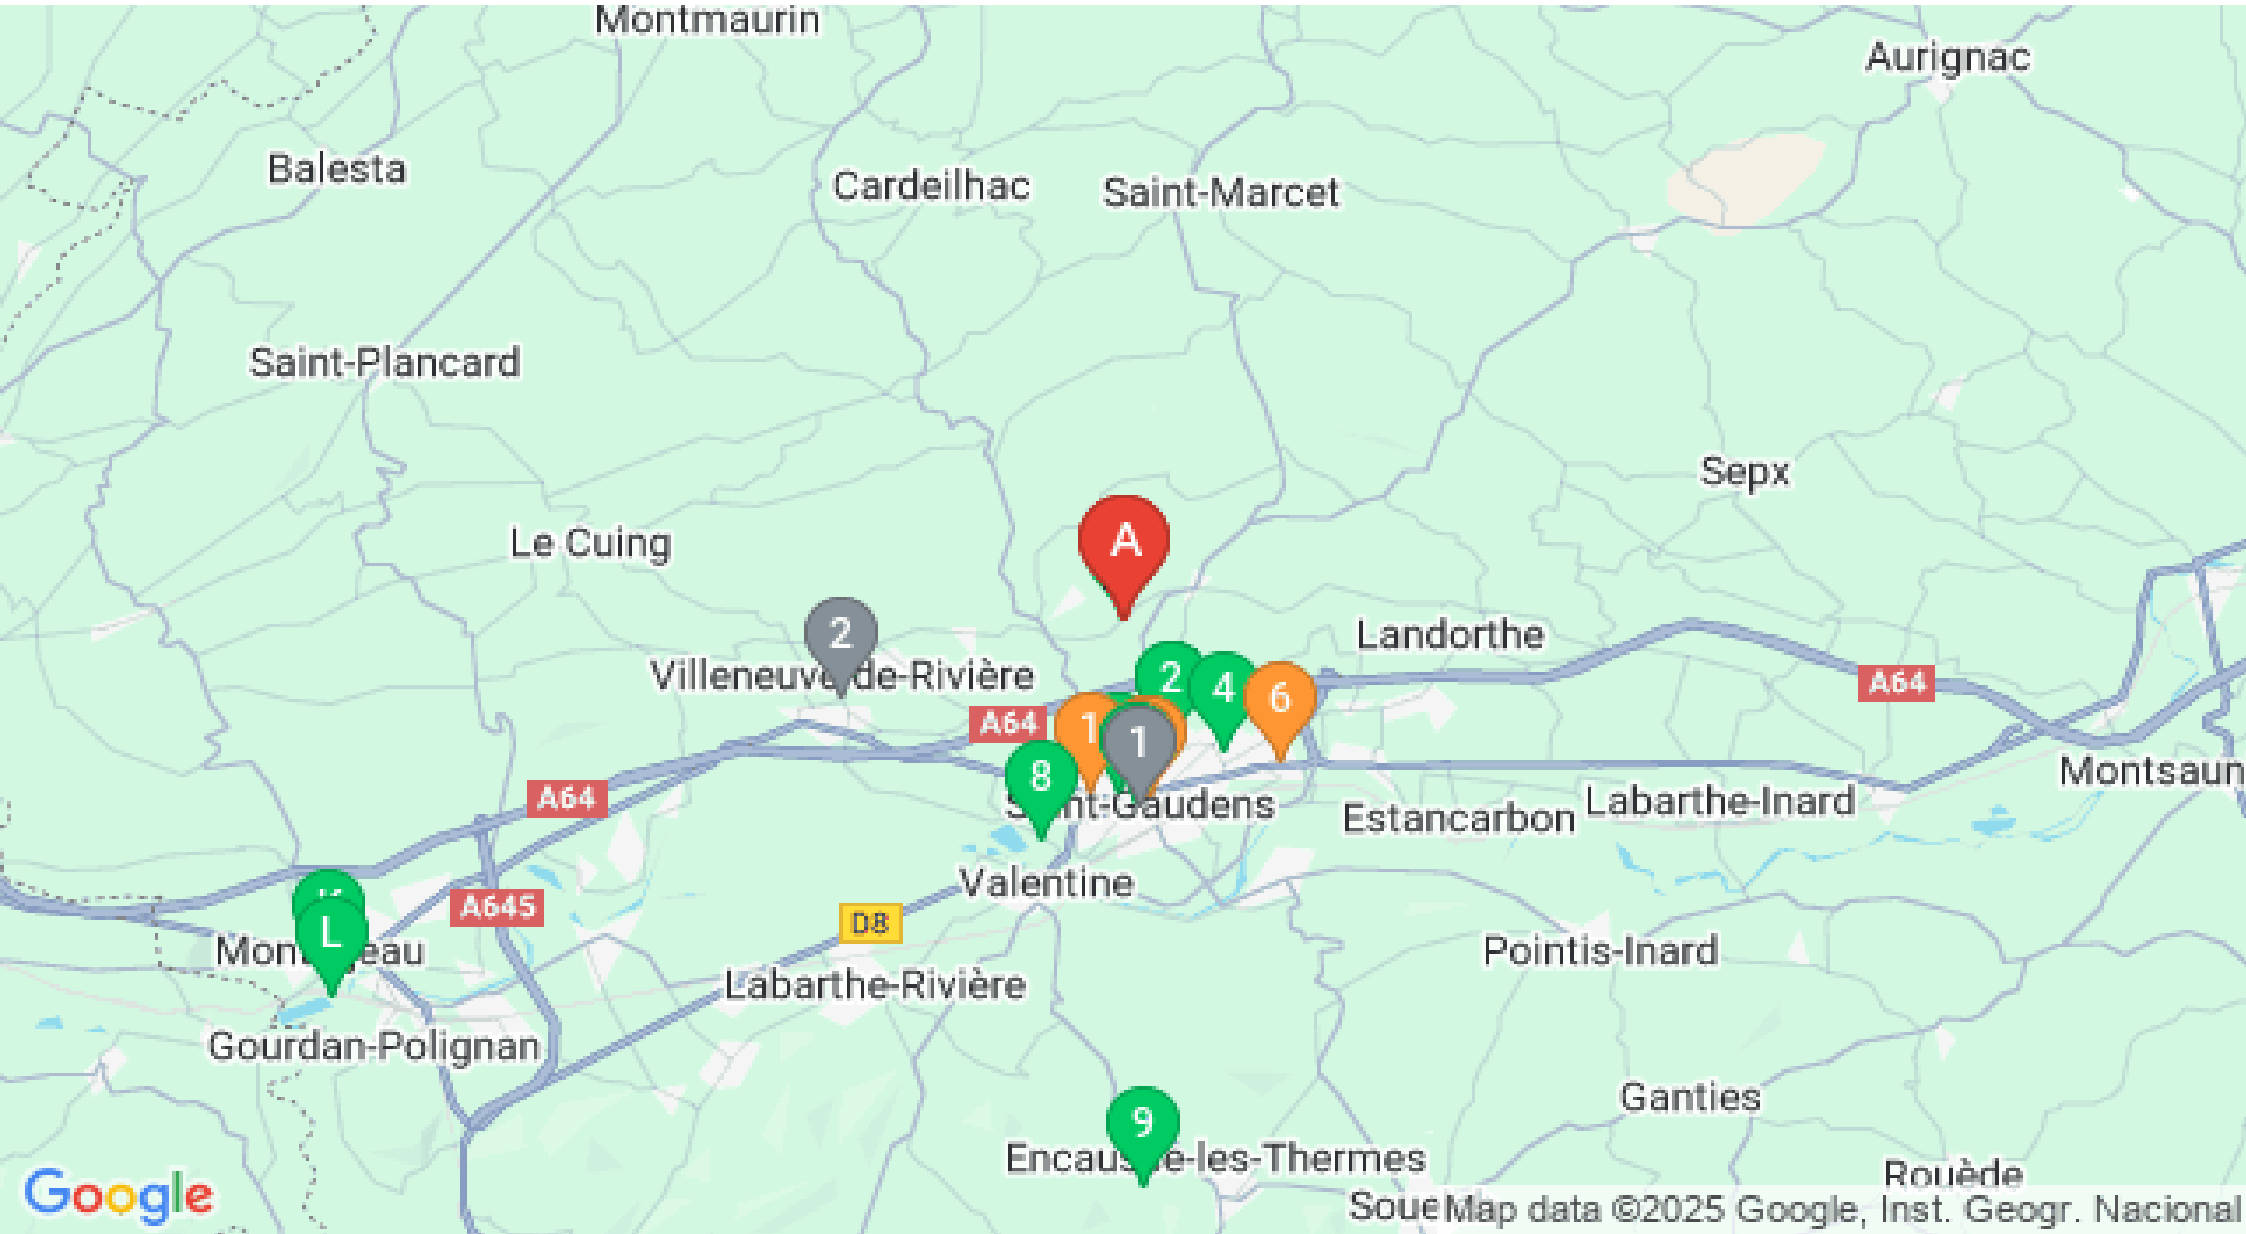 Montmaurin
Aurignac
Balesta
Cardeilhac
Saint-Marcet
Saint-Plancard
Sepx
Le Cuing
A
2
Landorthe
Villeneuve-de-Rivière
2
4
6
A64
A64
1
1
8
A64
Montsaun
Saint-Gaudens
Estancarbon
Labarthe-Inard
Valentine
A645
D8
L
Pointis-Inard
Labarthe-Rivière
Gourdan-Polignan
Ganties
9
Encausse-les-Thermes
Rouède
Google
Soue
Map data ©2025 Google, Inst. Geogr. Nacional